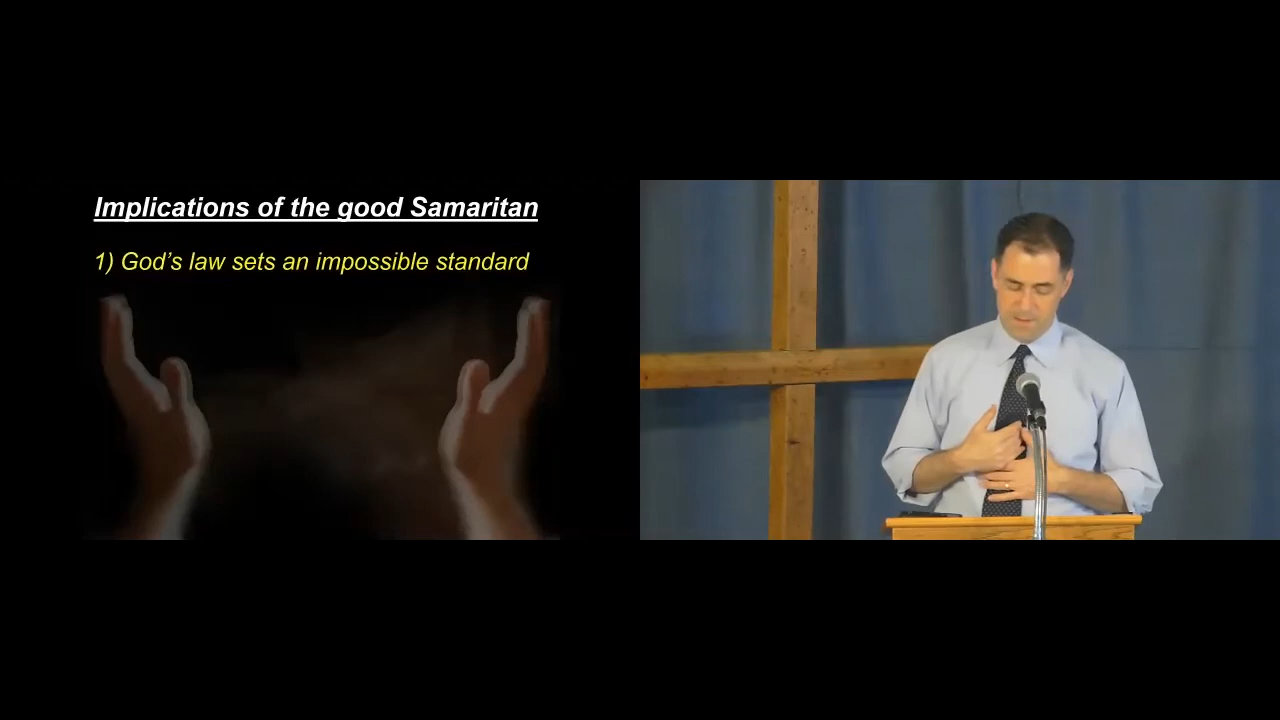 Implications of the good Samaritan
1) God's law sets an impossible standard